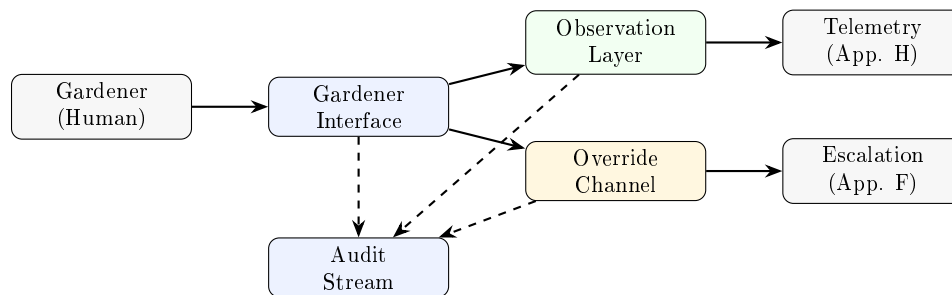 Observation
Layer
Telemetry
(App. H)
Gardener
(Human)
Gardener
Interface
Override
Channel
Escalation
(App. F)
Audit
Stream